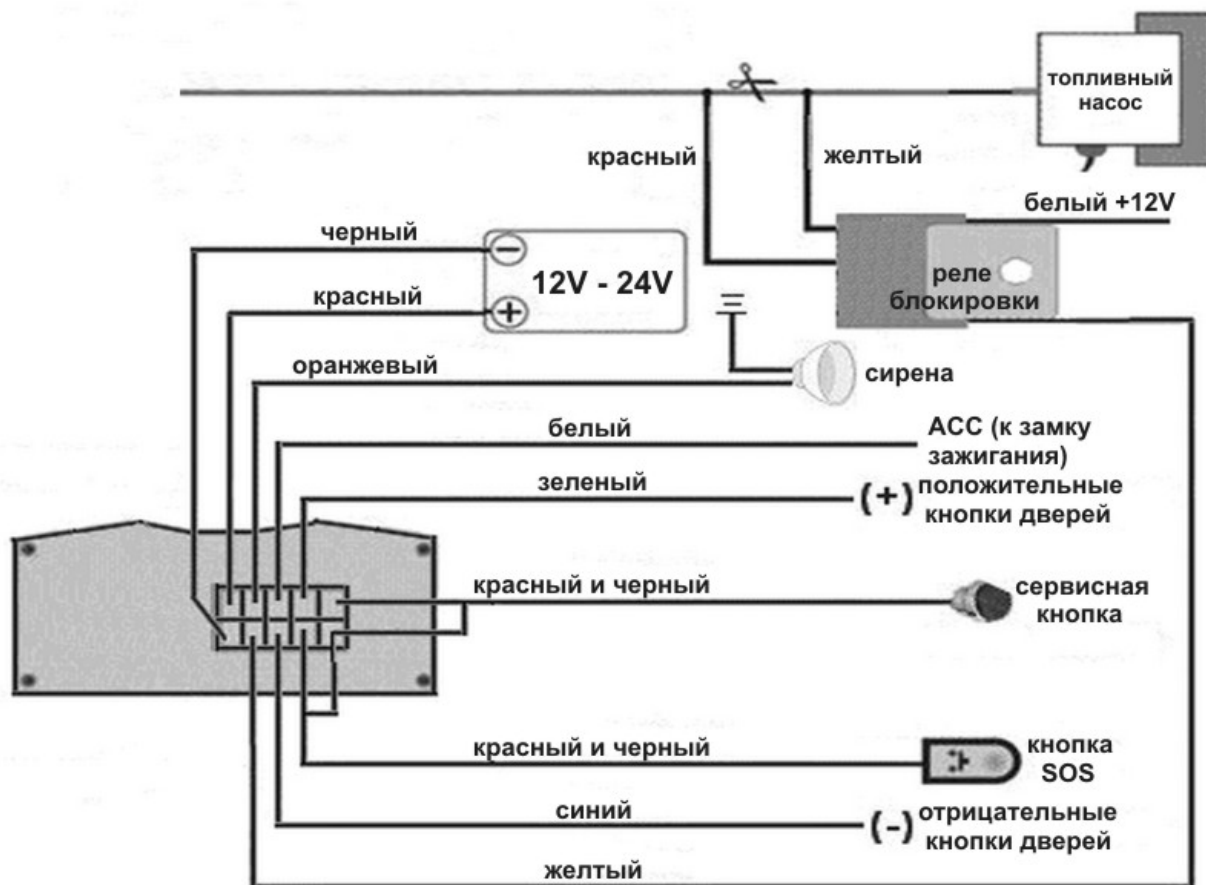 топливный
насос
красный
желтый
белый +12V
черный
12V - 24V
реле
блокировки
красный
оранжевый
сирена
белый
ACC (к замку
зажигания)
зеленый
(+) положительные
кнопки дверей
красный и черный
сервисная
кнопка
красный и черный
кнопка
SOS
синий
(-) отрицательные
кнопки дверей
желтый